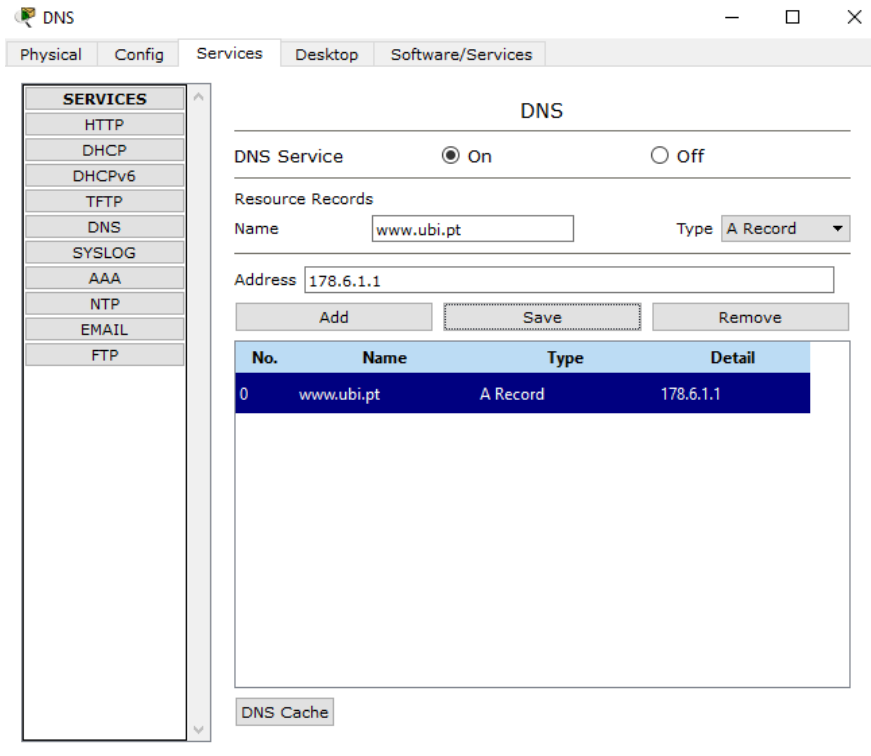 DNS
Physical Config Services Desktop Software/Services
SERVICES
HTTP
DHCP
DHCPv6
TFTP
DNS
SYSLOG
AAA
NTP
EMAIL
FTP
DNS
DNS Service On Off
Resource Records
Name www.ubi.pt Type A Record
Address 178.6.1.1
Add Save Remove
No. Name Type Detail
0 www.ubi.pt A Record 178.6.1.1
DNS Cache